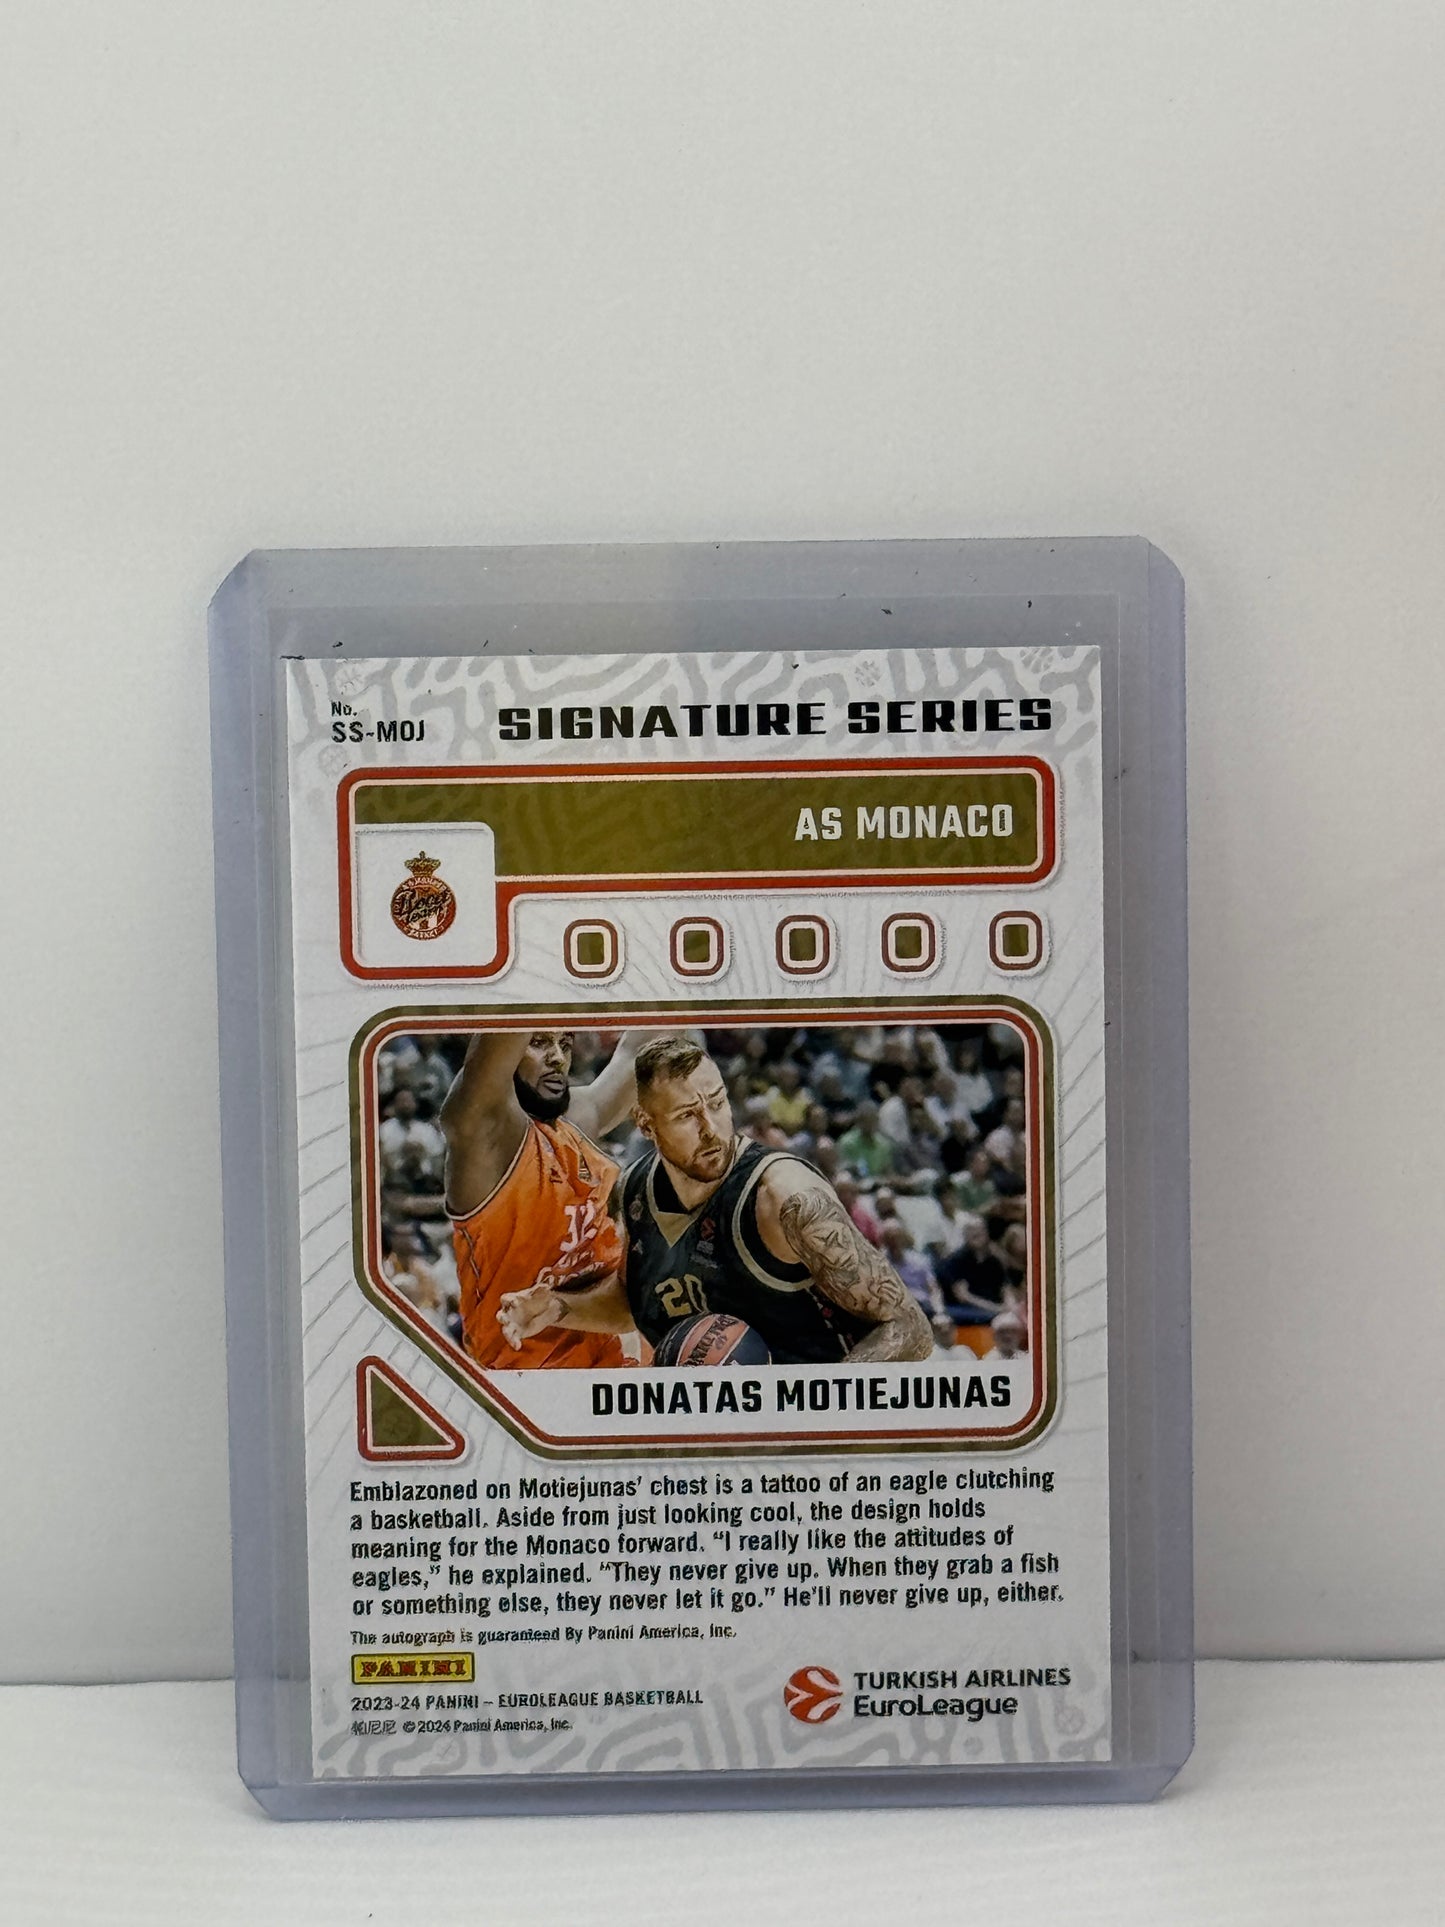 No.
SS-MOJ
SIGNATURE SERIES
AS MONACO
32
20
SPALDING
DONATAS MOTIEJUNAS
Emblazoned on Motiejunas' chest is a tattoo of an eagle clutching
a basketball. Aside from just looking cool, the design holds
meaning for the Monaco forward. “I really like the attitudes of
eagles,” he explained. “They never give up. When they grab a fish
or something else, they never let it go.” He'll never give up, either.
The autograph is guaranteed By Panini America, Inc.
PANINI
2023-24 PANINI – EUROLEAGUE BASKETBALL
© 2024 Panini America, Inc.
TURKISH AIRLINES
EuroLeague